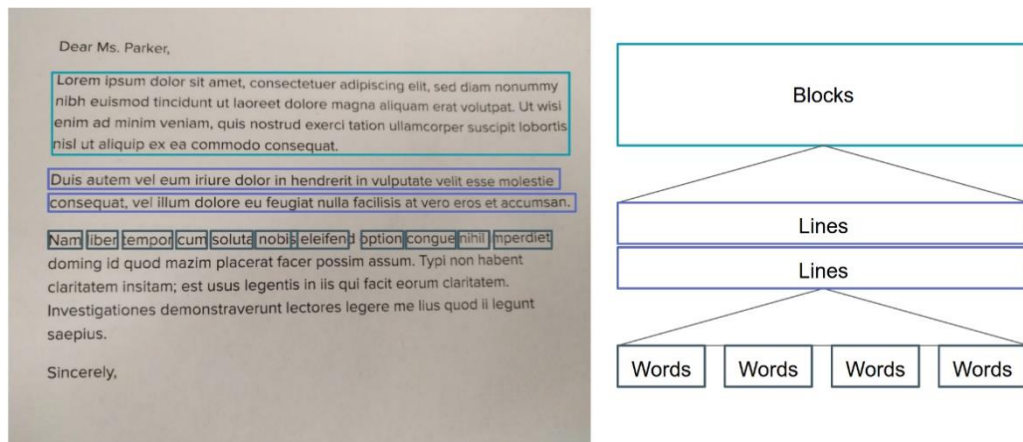 Dear Ms. Parker,
Lorem ipsum dolor sit amet, consectetuer adipiscing elit, sed diam nonummy
nibh euismod tincidunt ut laoreet dolore magna aliquam erat volutpat. Ut wisi
enim ad minim veniam, quis nostrud exerci tation ullamcorper suscipit lobortis
nisl ut aliquip ex ea commodo consequat.
Duis autem vel eum iriure dolor in hendrerit in vulputate velit esse molestie
consequat, vel illum dolore eu feugiat nulla facilisis at vero eros et accumsan.
Nam liber tempor cum soluta nobis eleifend option congue nihil imperdiet
doming id quod mazim placerat facer possim assum. Typi non habent
claritatem insitam; est usus legentis in iis qui facit eorum claritatem.
Investigationes demonstraverunt lectores legere me lius quod ii legunt
saepius.
Sincerely,
Blocks
Lines
Lines
Words Words Words Words